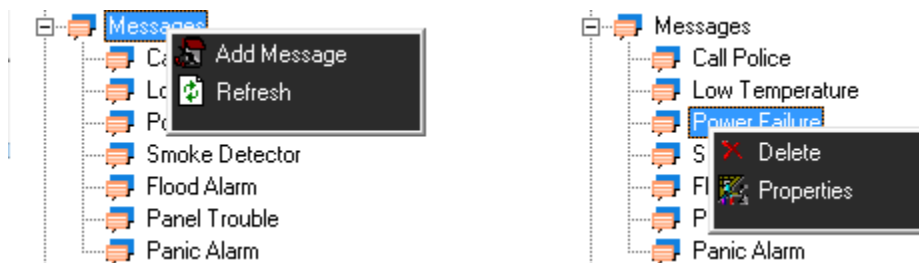 Messages
Add Message
Refresh
Smoke Detector
Flood Alarm
Panel Trouble
Panic Alarm
Messages
Call Police
Low Temperature
Power Failure
Delete
Properties
Panic Alarm